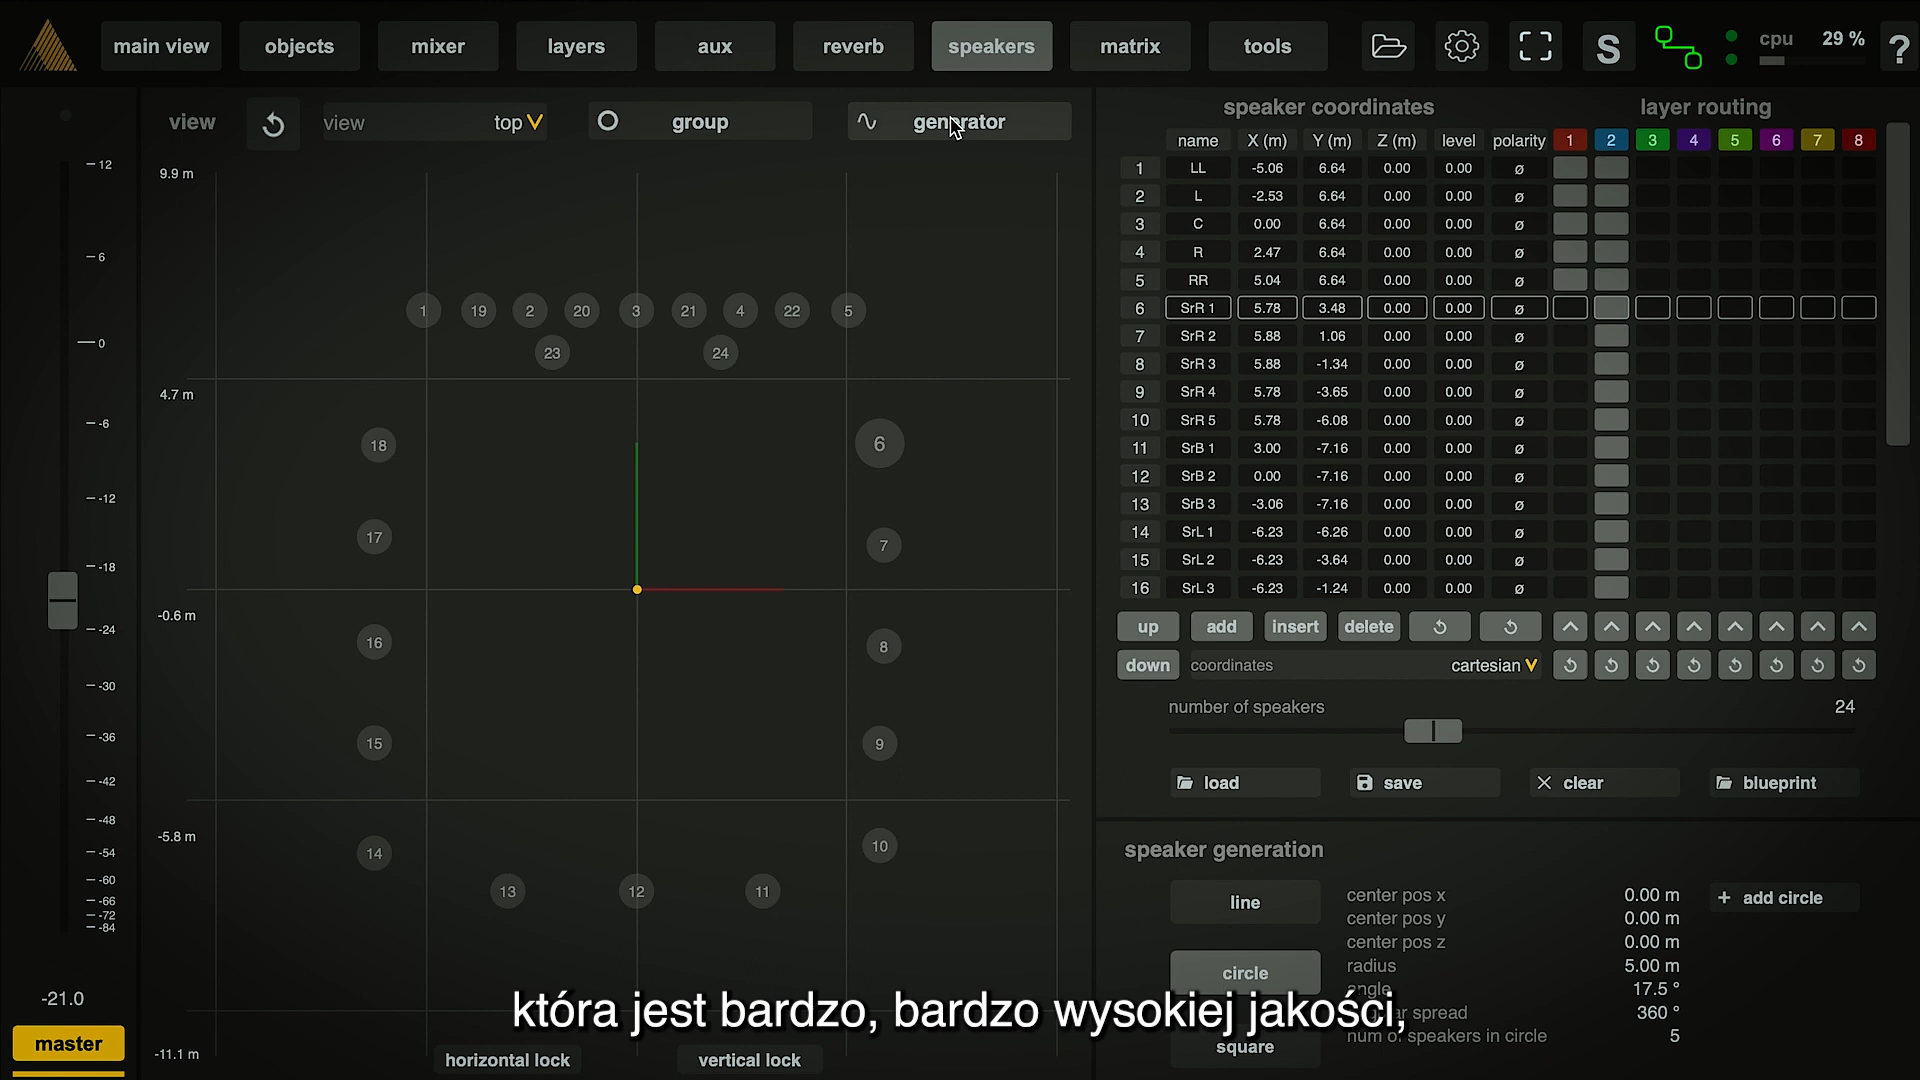 main view objects mixer layers aux reverb speakers matrix tools S cpu 29 % ?
view view top group generator
speaker coordinates layer routing
name X (m) Y (m) Z (m) level polarity 1 2 3 4 5 6 7 8
1 LL -5.06 6.64 0.00 0.00 ø
2 L -2.53 6.64 0.00 0.00 ø
3 C 0.00 6.64 0.00 0.00 ø
4 R 2.47 6.64 0.00 0.00 ø
5 RR 5.04 6.64 0.00 0.00 ø
6 SrR 1 5.78 3.48 0.00 0.00 ø
7 SrR 2 5.88 1.06 0.00 0.00 ø
8 SrR 3 5.88 -1.34 0.00 0.00 ø
9 SrR 4 5.78 -3.65 0.00 0.00 ø
10 SrR 5 5.78 -6.08 0.00 0.00 ø
11 SrB 1 3.00 -7.16 0.00 0.00 ø
12 SrB 2 0.00 -7.16 0.00 0.00 ø
13 SrB 3 -3.06 -7.16 0.00 0.00 ø
14 SrL 1 -6.23 -6.26 0.00 0.00 ø
15 SrL 2 -6.23 -3.64 0.00 0.00 ø
16 SrL 3 -6.23 -1.24 0.00 0.00 ø
up add insert delete
down coordinates cartesian
number of speakers 24
load save clear blueprint
speaker generation
line
circle
square
center pos x 0.00 m
center pos y 0.00 m
center pos z 0.00 m
radius 5.00 m
angle 17.5 °
spread 360 °
num of speakers in circle 5
+ add circle
9.9 m
4.7 m
-0.6 m
-5.8 m
-11.1 m
1 19 2 20 3 21 4 22 5
23 24
18 6
17 7
16 8
15 9
14 10
13 12 11
horizontal lock vertical lock
12
6
0
-6
-12
-18
-24
-30
-36
-42
-48
-54
-60
-66
-72
-84
-21.0
master
która jest bardzo, bardzo wysokiej jakości,